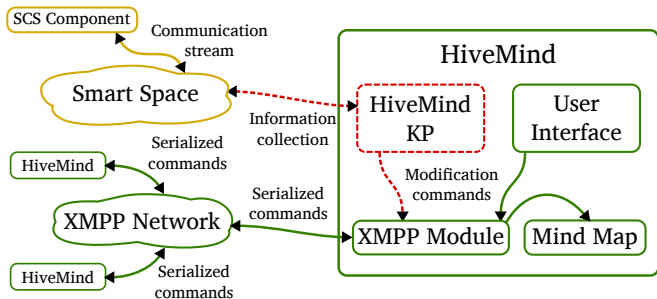 SCS Component
Communication
stream
Smart Space
Information
collection
HiveMind
HiveMind
KP
User
Interface
Modification
commands
Serialized
commands
HiveMind
XMPP Network
Serialized
commands
XMPP Module
Mind Map
HiveMind
Serialized
commands